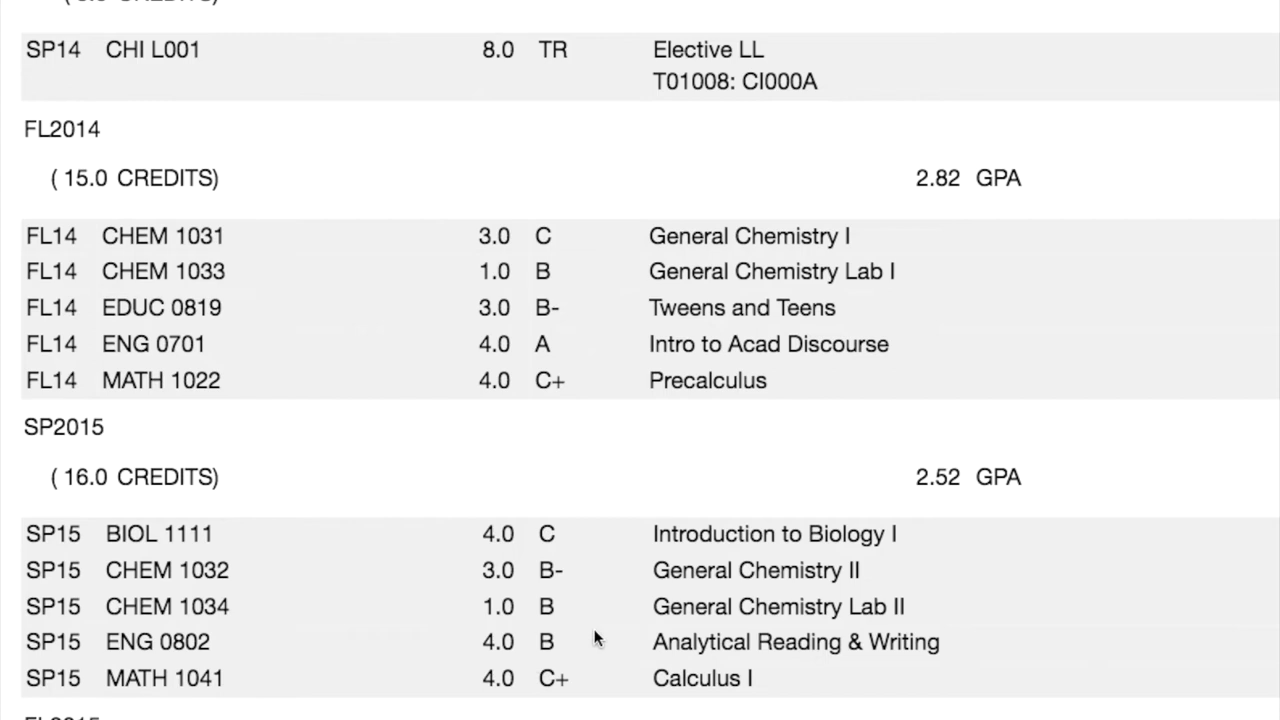 ( CREDITS)
SP14 CHI L001 8.0 TR Elective LL
T01008: CI000A
FL2014
( 15.0 CREDITS) 2.82 GPA
FL14 CHEM 1031 3.0 C General Chemistry I
FL14 CHEM 1033 1.0 B General Chemistry Lab I
FL14 EDUC 0819 3.0 B- Tweens and Teens
FL14 ENG 0701 4.0 A Intro to Acad Discourse
FL14 MATH 1022 4.0 C+ Precalculus
SP2015
( 16.0 CREDITS) 2.52 GPA
SP15 BIOL 1111 4.0 C Introduction to Biology I
SP15 CHEM 1032 3.0 B- General Chemistry II
SP15 CHEM 1034 1.0 B General Chemistry Lab II
SP15 ENG 0802 4.0 B Analytical Reading & Writing
SP15 MATH 1041 4.0 C+ Calculus I